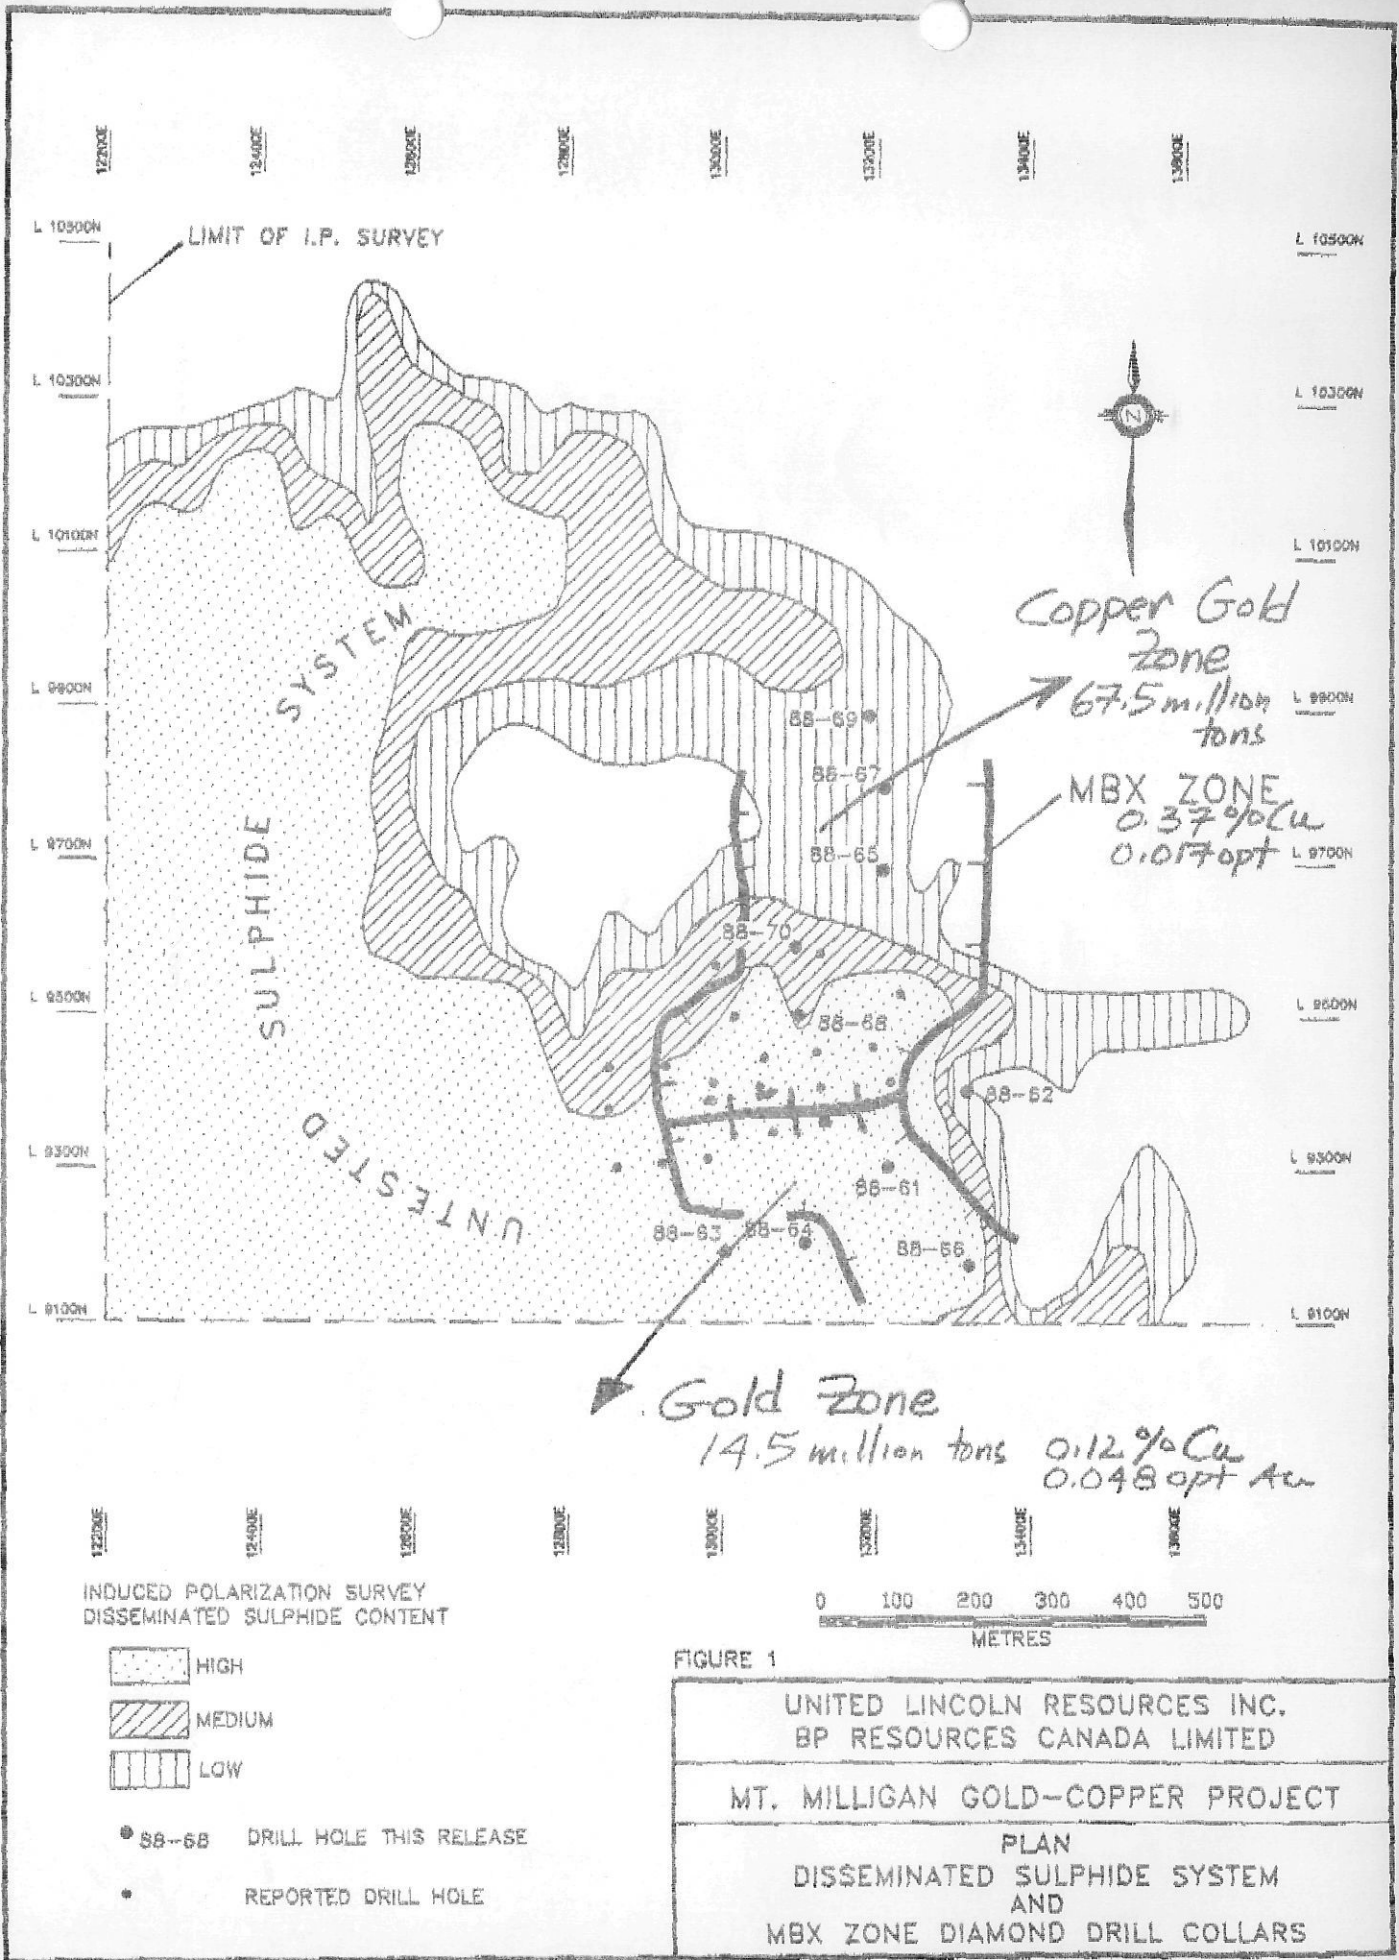 12200E
12400E
12600E
12800E
13000E
13200E
13400E
13600E
L 10500N
LIMIT OF I.P. SURVEY
L 10500N
L 10300N
L 10300N
L 10100N
L 10100N
Copper Gold
Zone
67.5 million
tons
L 9900N
L 9900N
SULPHIDE SYSTEM
UNTESTED
88-69
88-67
88-65
MBX ZONE
0.37 % Cu
0.017 opt
L 9700N
L 9700N
88-70
L 9500N
L 9500N
88-68
88-62
L 9300N
L 9300N
88-61
88-63
88-64
88-66
L 9100N
L 9100N
Gold Zone
14.5 million tons 0.12 % Cu
0.048 opt Au
12200E
12400E
12600E
12800E
13000E
13200E
13400E
13600E
INDUCED POLARIZATION SURVEY
DISSEMINATED SULPHIDE CONTENT
HIGH
MEDIUM
LOW
88-68 DRILL HOLE THIS RELEASE
REPORTED DRILL HOLE
0 100 200 300 400 500
METRES
FIGURE 1
UNITED LINCOLN RESOURCES INC.
BP RESOURCES CANADA LIMITED
MT. MILLIGAN GOLD-COPPER PROJECT
PLAN
DISSEMINATED SULPHIDE SYSTEM
AND
MBX ZONE DIAMOND DRILL COLLARS
N